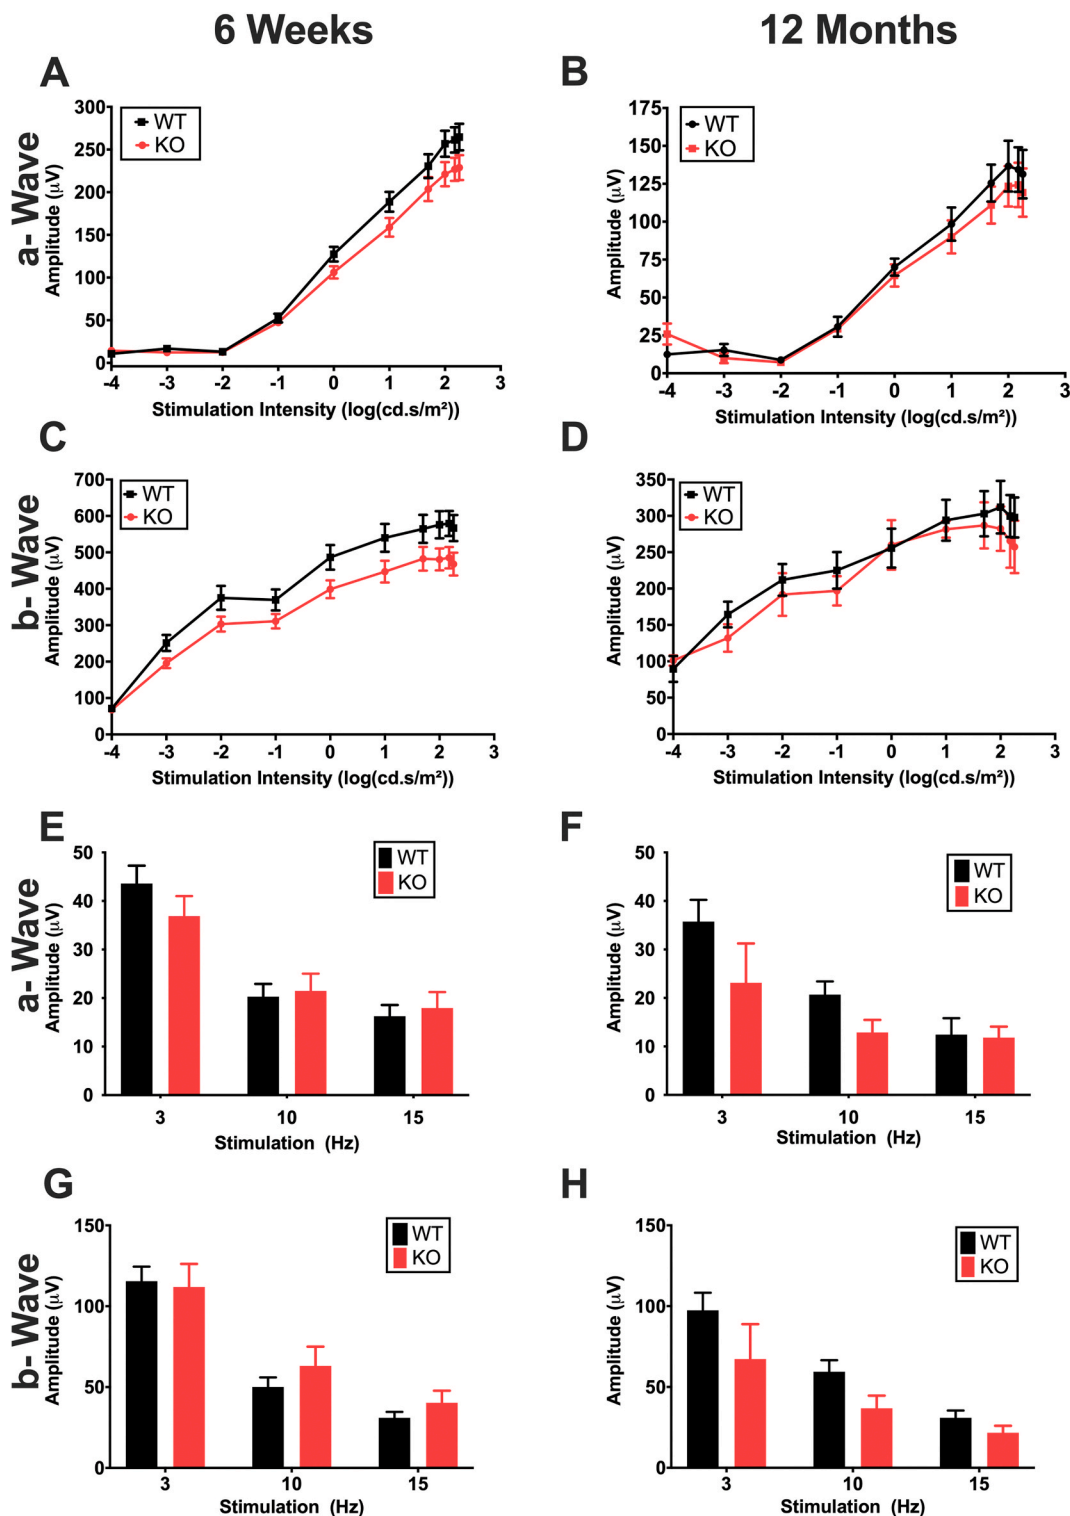 6 Weeks
12 Months
a- Wave
A
300
250
200
150
100
50
0
Amplitude (µV)
WT
KO
-4 -3 -2 -1 0 1 2 3
Stimulation Intensity (log(cd.s/m²))
B
175
150
125
100
75
50
25
0
Amplitude (µV)
WT
KO
-4 -3 -2 -1 0 1 2 3
Stimulation Intensity (log(cd.s/m²))
b- Wave
C
700
600
500
400
300
200
100
0
Amplitude (µV)
WT
KO
-4 -3 -2 -1 0 1 2 3
Stimulation Intensity (log(cd.s/m²))
D
350
300
250
200
150
100
50
0
Amplitude (µV)
WT
KO
-4 -3 -2 -1 0 1 2 3
Stimulation Intensity (log(cd.s/m²))
a- Wave
E
50
40
30
20
10
0
Amplitude (µV)
WT
KO
3 10 15
Stimulation (Hz)
F
50
40
30
20
10
0
Amplitude (µV)
WT
KO
3 10 15
Stimulation (Hz)
b- Wave
G
150
100
50
0
Amplitude (µV)
WT
KO
3 10 15
Stimulation (Hz)
H
150
100
50
0
Amplitude (µV)
WT
KO
3 10 15
Stimulation (Hz)